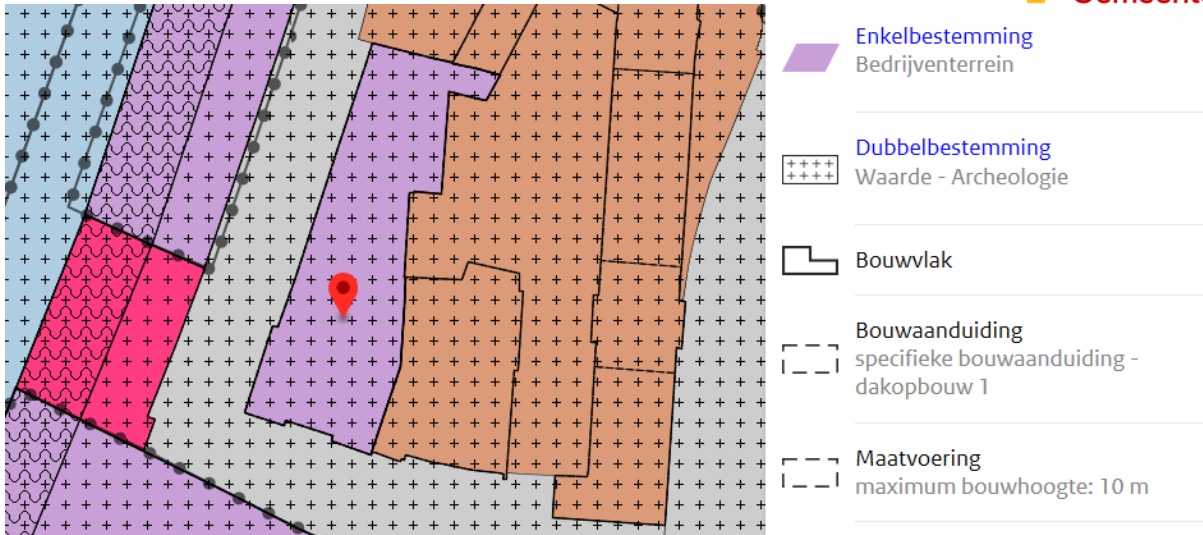 Enkelbestemming
Bedrijventerrein
Dubbelbestemming
Waarde - Archeologie
Bouwvlak
Bouwaanduiding
specifieke bouwaanduiding -
dakopbouw 1
Maatvoering
maximum bouwhoogte: 10 m